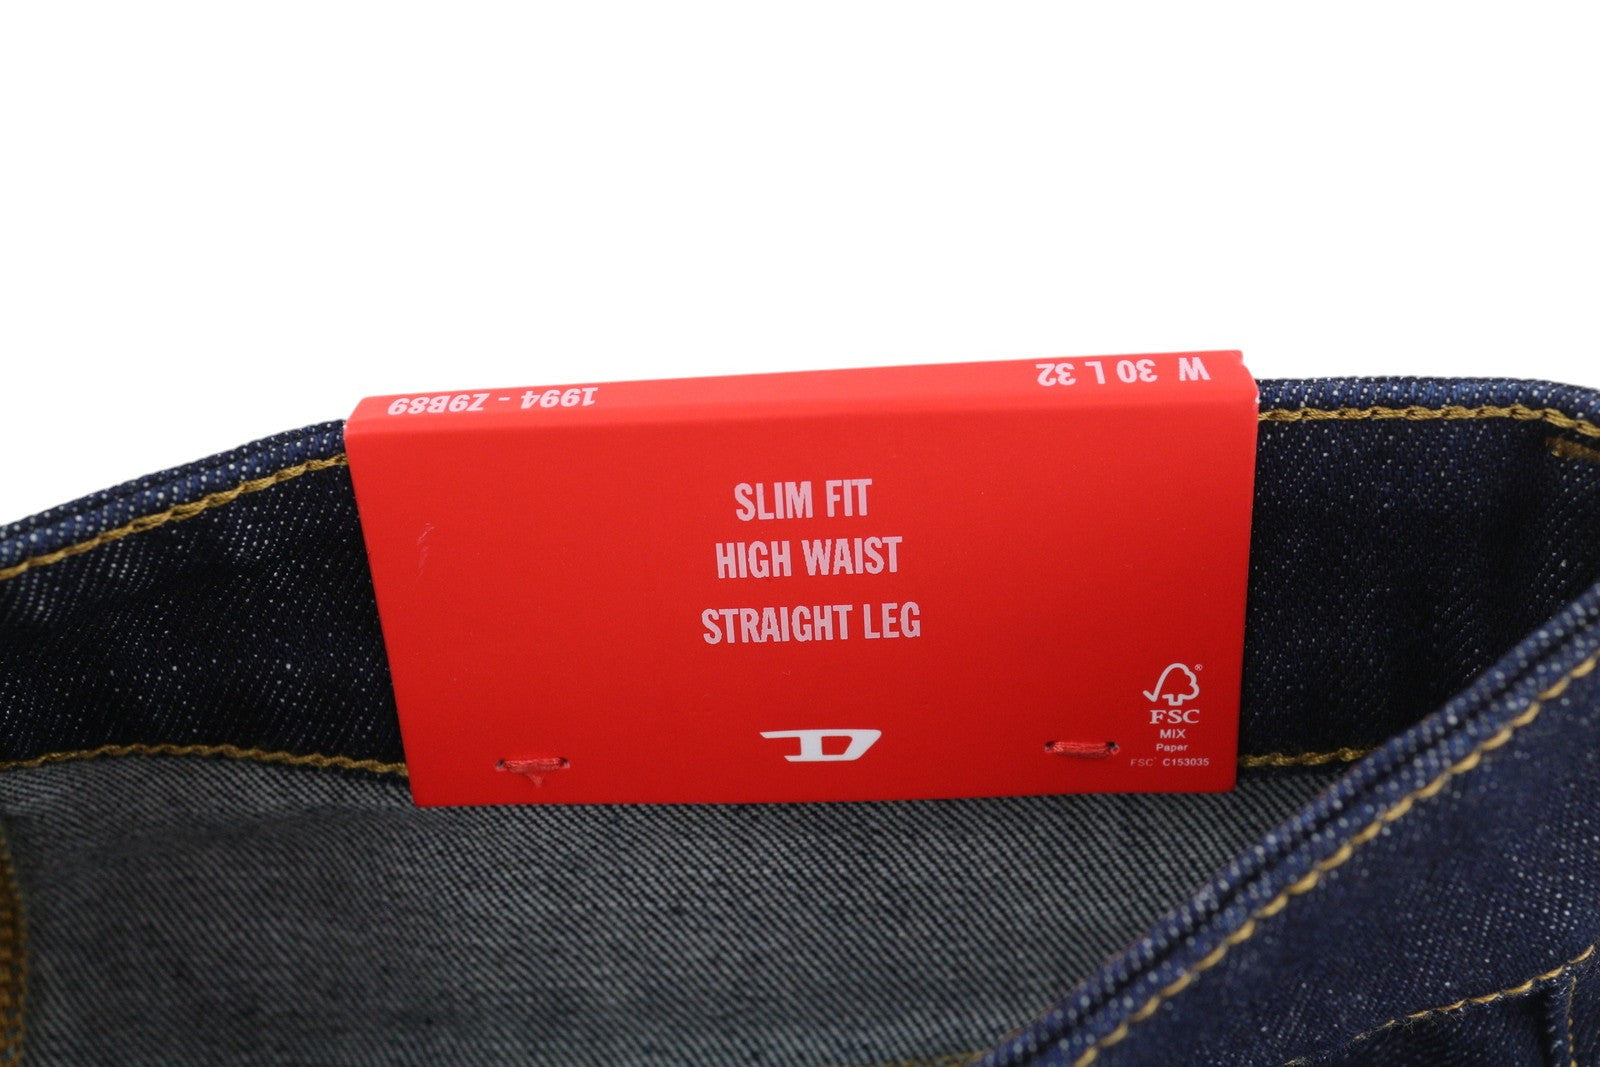 W 30 L 32
1994 - Z9B89
SLIM FIT
HIGH WAIST
STRAIGHT LEG
D
FSC®
MIX
Paper
FSC® C153035